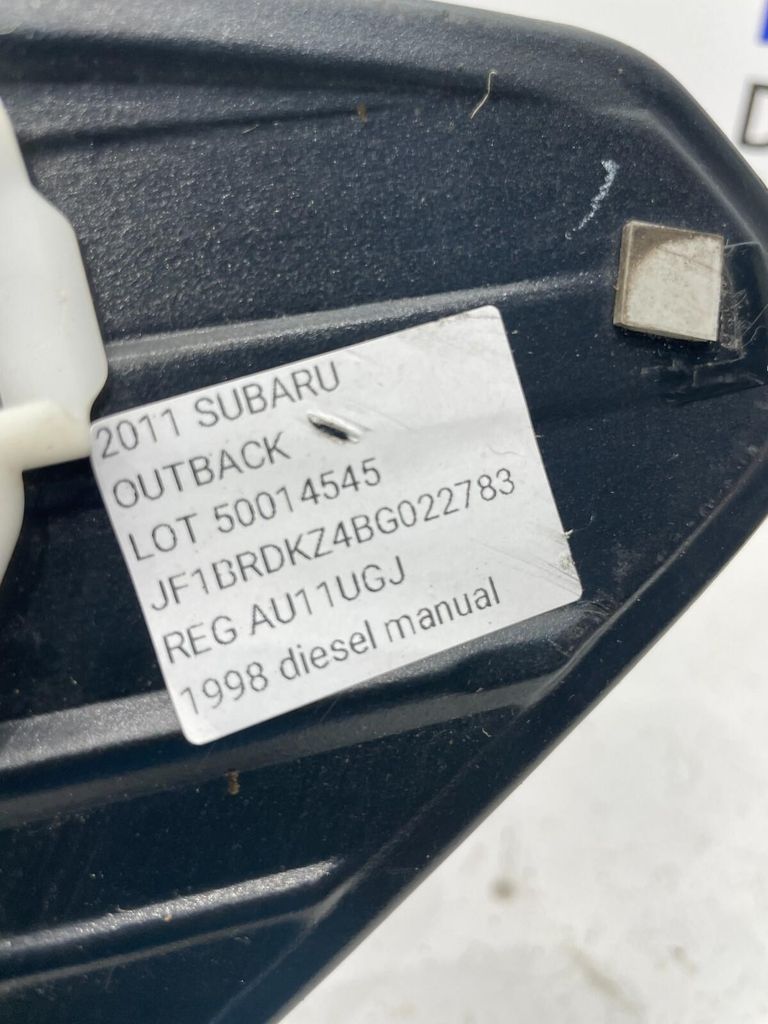 2011 SUBARU
OUTBACK
LOT 50014545
JF1BRDKZ4BG022783
REG AU11UGJ
1998 diesel manual